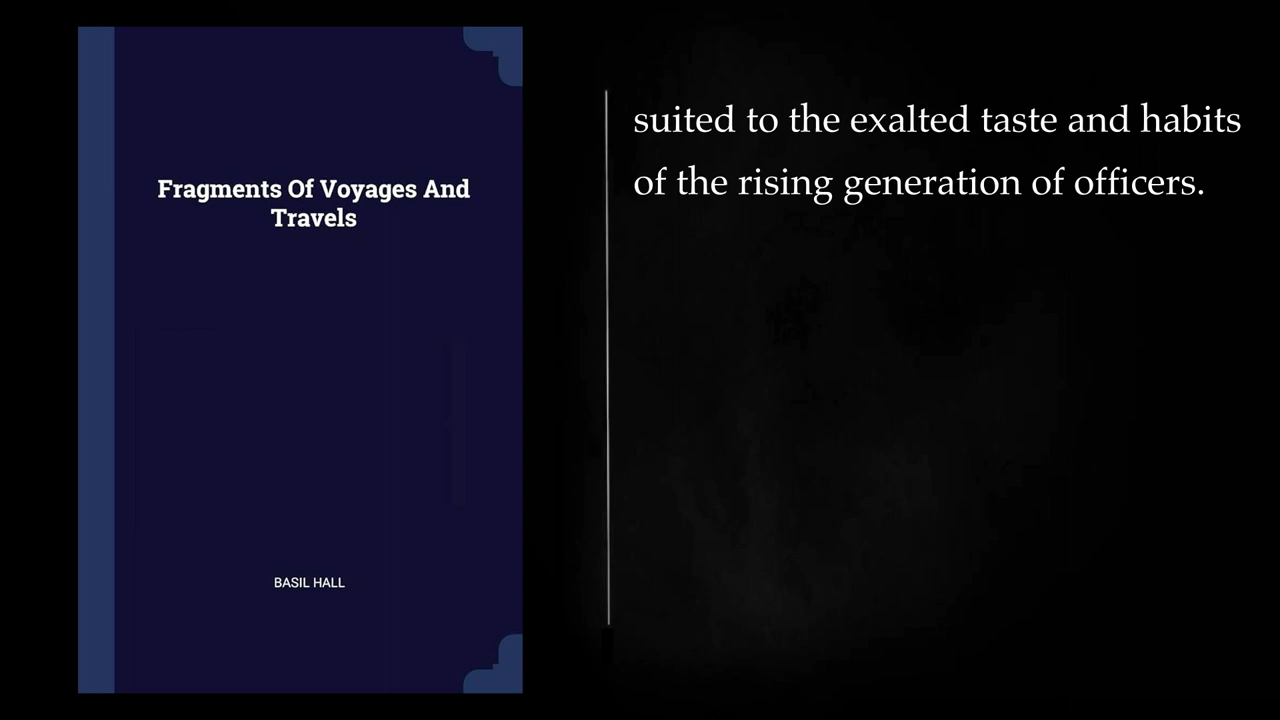 Fragments Of Voyages And
Travels
BASIL HALL
suited to the exalted taste and habits
of the rising generation of officers.